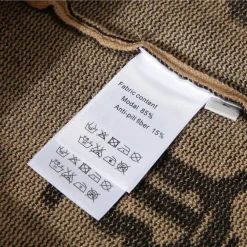 Fabric content
Modal 85%
Anti-pill fiber 15%